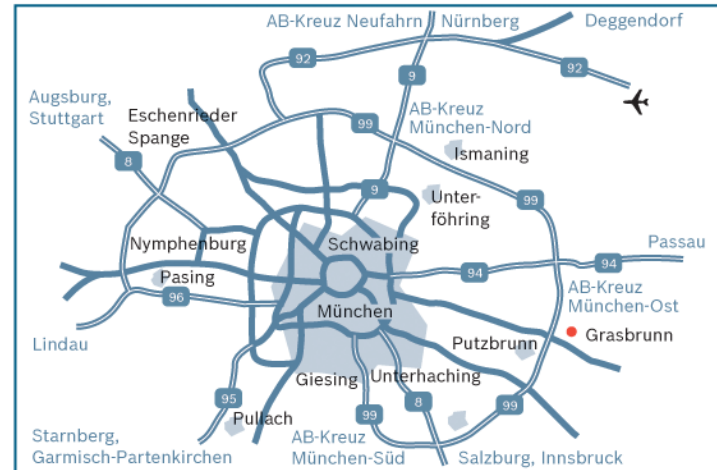 AB-Kreuz Neufahrn
Nürnberg
Deggendorf
92
9
92
Augsburg,
Stuttgart
Eschenrieder
Spange
AB-Kreuz
München-Nord
99
Ismaning
8
9
Unter-
föhring
99
Nymphenburg
Schwabing
Passau
94
94
Pasing
96
AB-Kreuz
München-Ost
München
Grasbrunn
Putzbrunn
Lindau
Giesing
Unterhaching
95
99
8
99
Pullach
Starnberg,
Garmisch-Partenkirchen
AB-Kreuz
München-Süd
Salzburg, Innsbruck